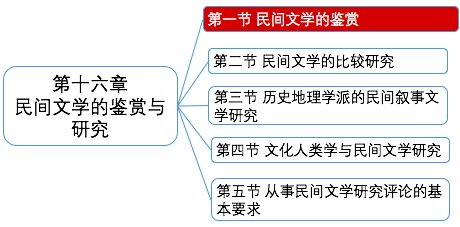 第一节 民间文学的鉴赏
第二节 民间文学的比较研究
第十六章
民间文学的鉴赏与
研究
第三节 历史地理学派的民间叙事文
学研究
第四节 文化人类学与民间文学研究
第五节 从事民间文学研究评论的基
本要求